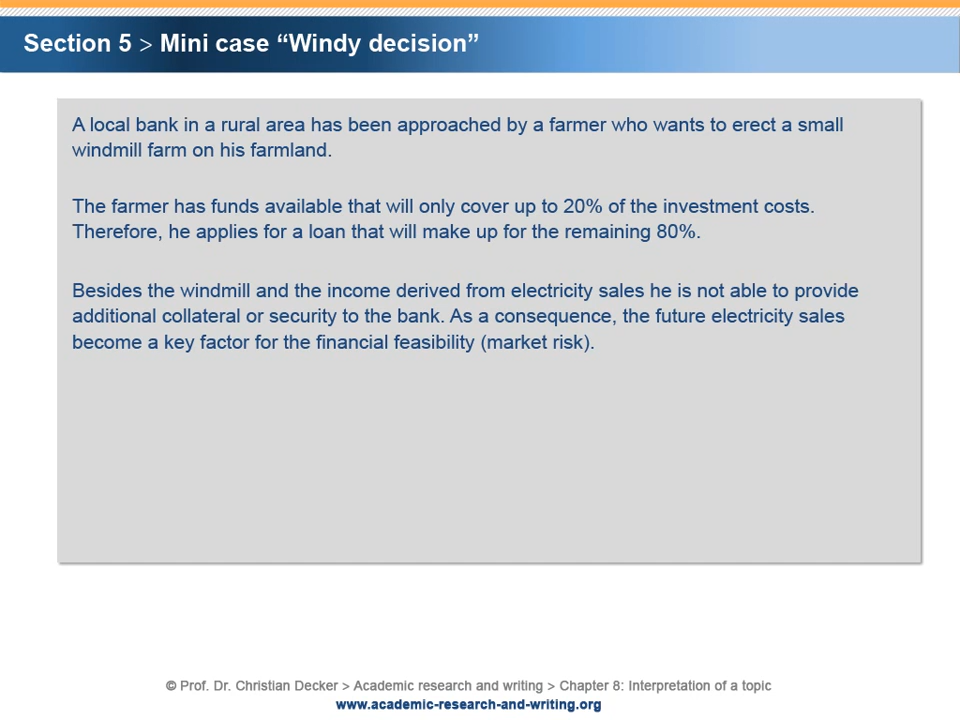 Section 5 > Mini case “Windy decision”
A local bank in a rural area has been approached by a farmer who wants to erect a small
windmill farm on his farmland.
The farmer has funds available that will only cover up to 20% of the investment costs.
Therefore, he applies for a loan that will make up for the remaining 80%.
Besides the windmill and the income derived from electricity sales he is not able to provide
additional collateral or security to the bank. As a consequence, the future electricity sales
become a key factor for the financial feasibility (market risk).
© Prof. Dr. Christian Decker > Academic research and writing > Chapter 8: Interpretation of a topic
www.academic-research-and-writing.org